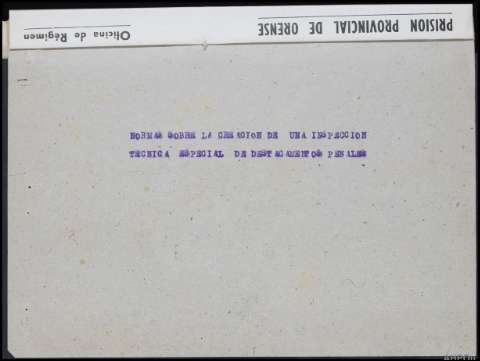 PRISION PROVINCIAL DE ORENSE
Oficina de Régimen
NORMAS SOBRE LA CREACION DE UNA INSPECCION
TECNICA ESPECIAL DE DESTACAMENTOS PENALES